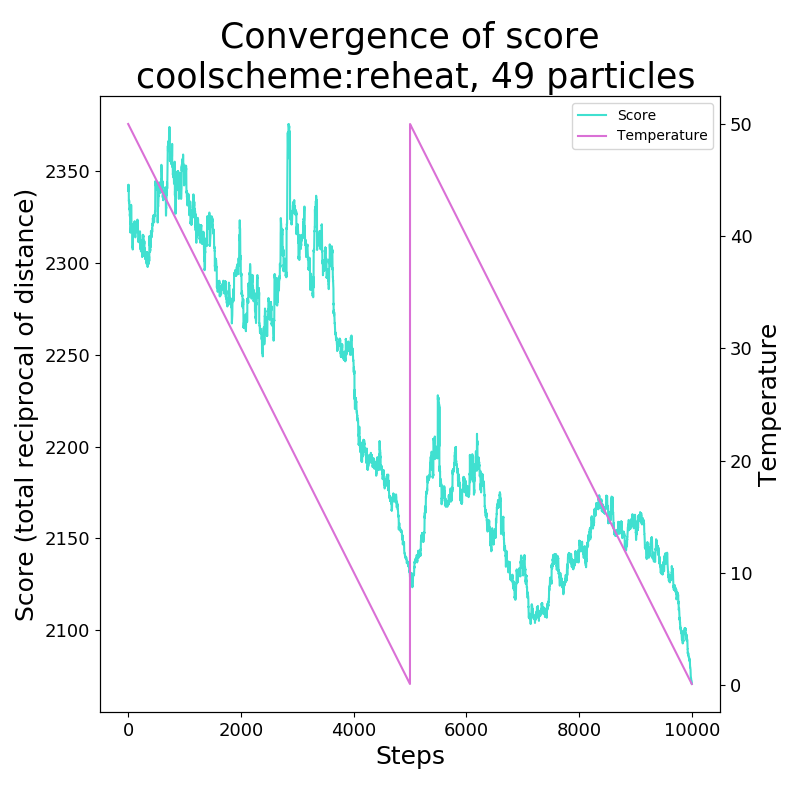 Convergence of score
coolscheme:reheat, 49 particles
Score
Temperature
Score (total reciprocal of distance)
2350
2300
2250
2200
2150
2100
50
40
30
20
10
0
Temperature
0 2000 4000 6000 8000 10000
Steps